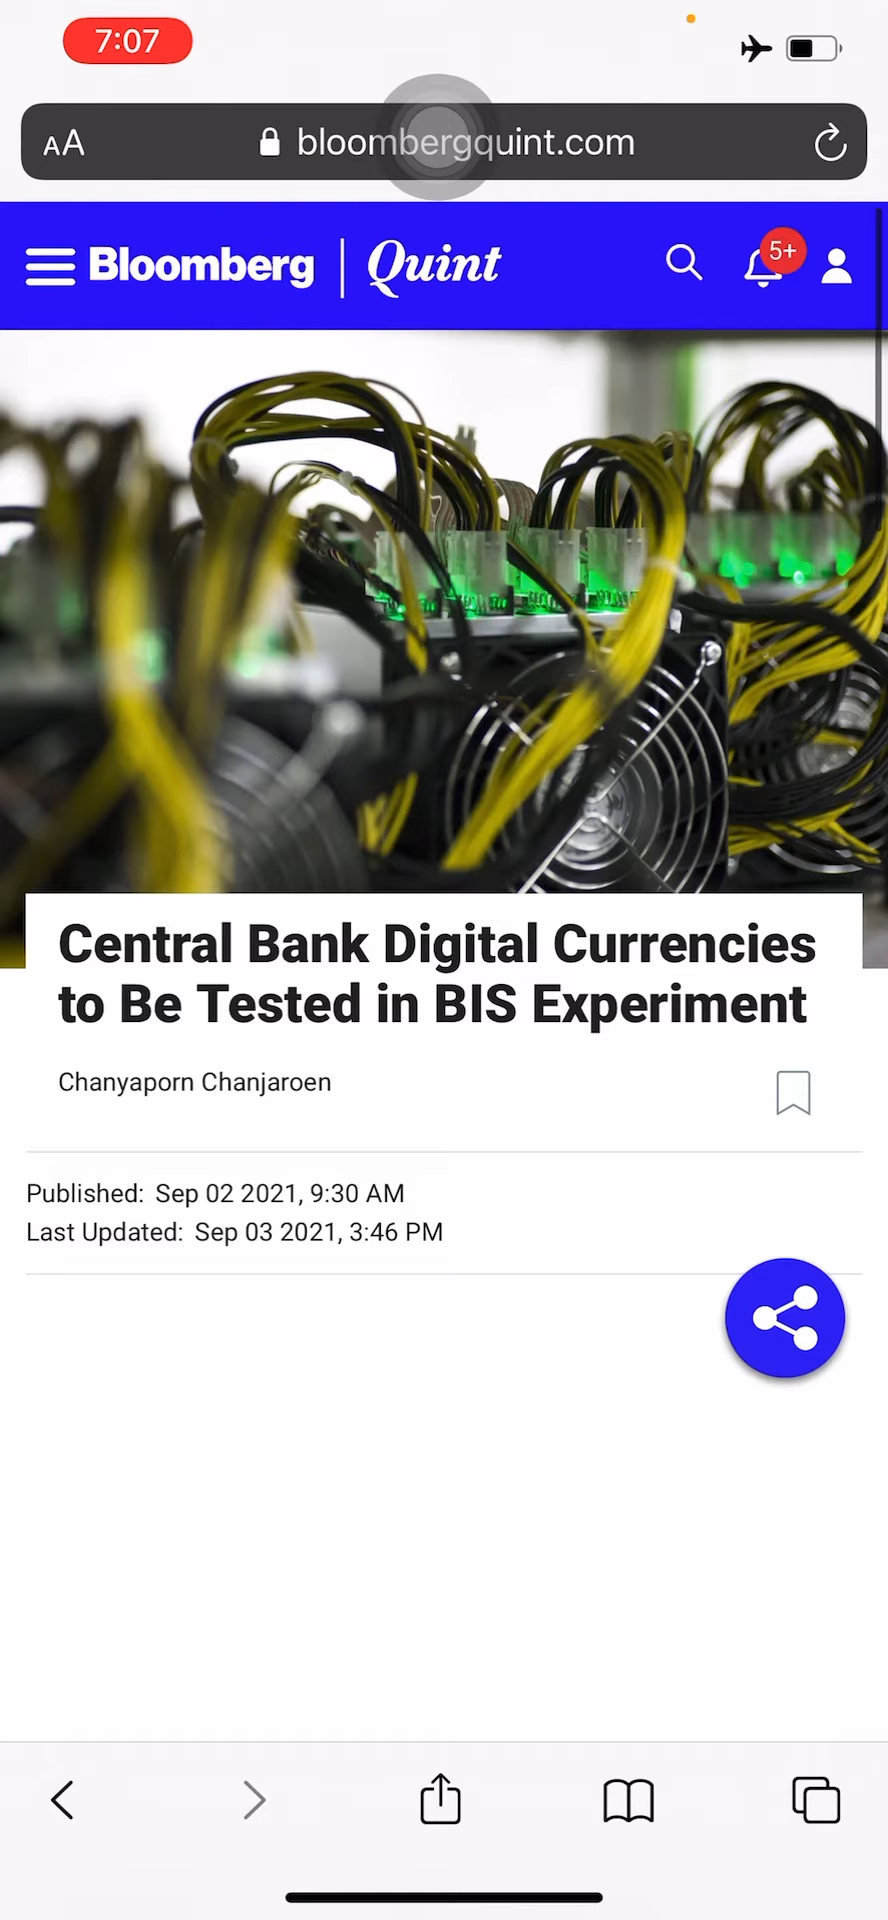 7:07
AA bloombergquint.com
Bloomberg | Quint 5+
Central Bank Digital Currencies
to Be Tested in BIS Experiment
Chanyaporn Chanjaroen
Published: Sep 02 2021, 9:30 AM
Last Updated: Sep 03 2021, 3:46 PM